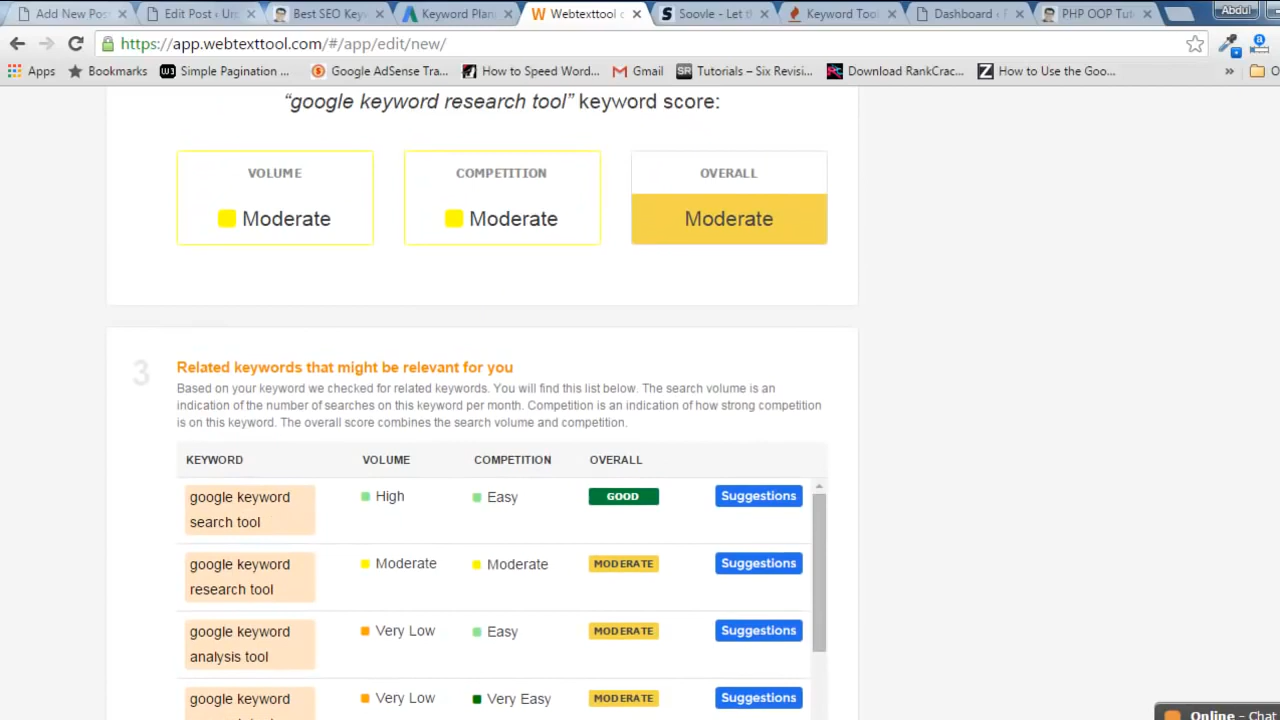 Add New Pos
Edit Post ‹ Um
Best SEO Key
Keyword Plan
Webtexttool
Soovle - Let t
Keyword Tool
Dashboard ‹
PHP OOP Tut
Abdul
https://app.webtexttool.com/#/app/edit/new/
Apps
Bookmarks
Simple Pagination ...
Google AdSense Tra...
How to Speed Word...
Gmail
Tutorials – Six Revisi...
Download RankCrac...
How to Use the Goo...
»
“google keyword research tool” keyword score:
VOLUME
COMPETITION
OVERALL
Moderate
Moderate
Moderate
3
Related keywords that might be relevant for you
Based on your keyword we checked for related keywords. You will find this list below. The search volume is an
indication of the number of searches on this keyword per month. Competition is an indication of how strong competition
is on this keyword. The overall score combines the search volume and competition.
KEYWORD VOLUME COMPETITION OVERALL
google keyword
search tool
High Easy GOOD Suggestions
google keyword
research tool
Moderate Moderate MODERATE Suggestions
google keyword
analysis tool
Very Low Easy MODERATE Suggestions
google keyword
Very Low Very Easy MODERATE Suggestions
Online - Chat